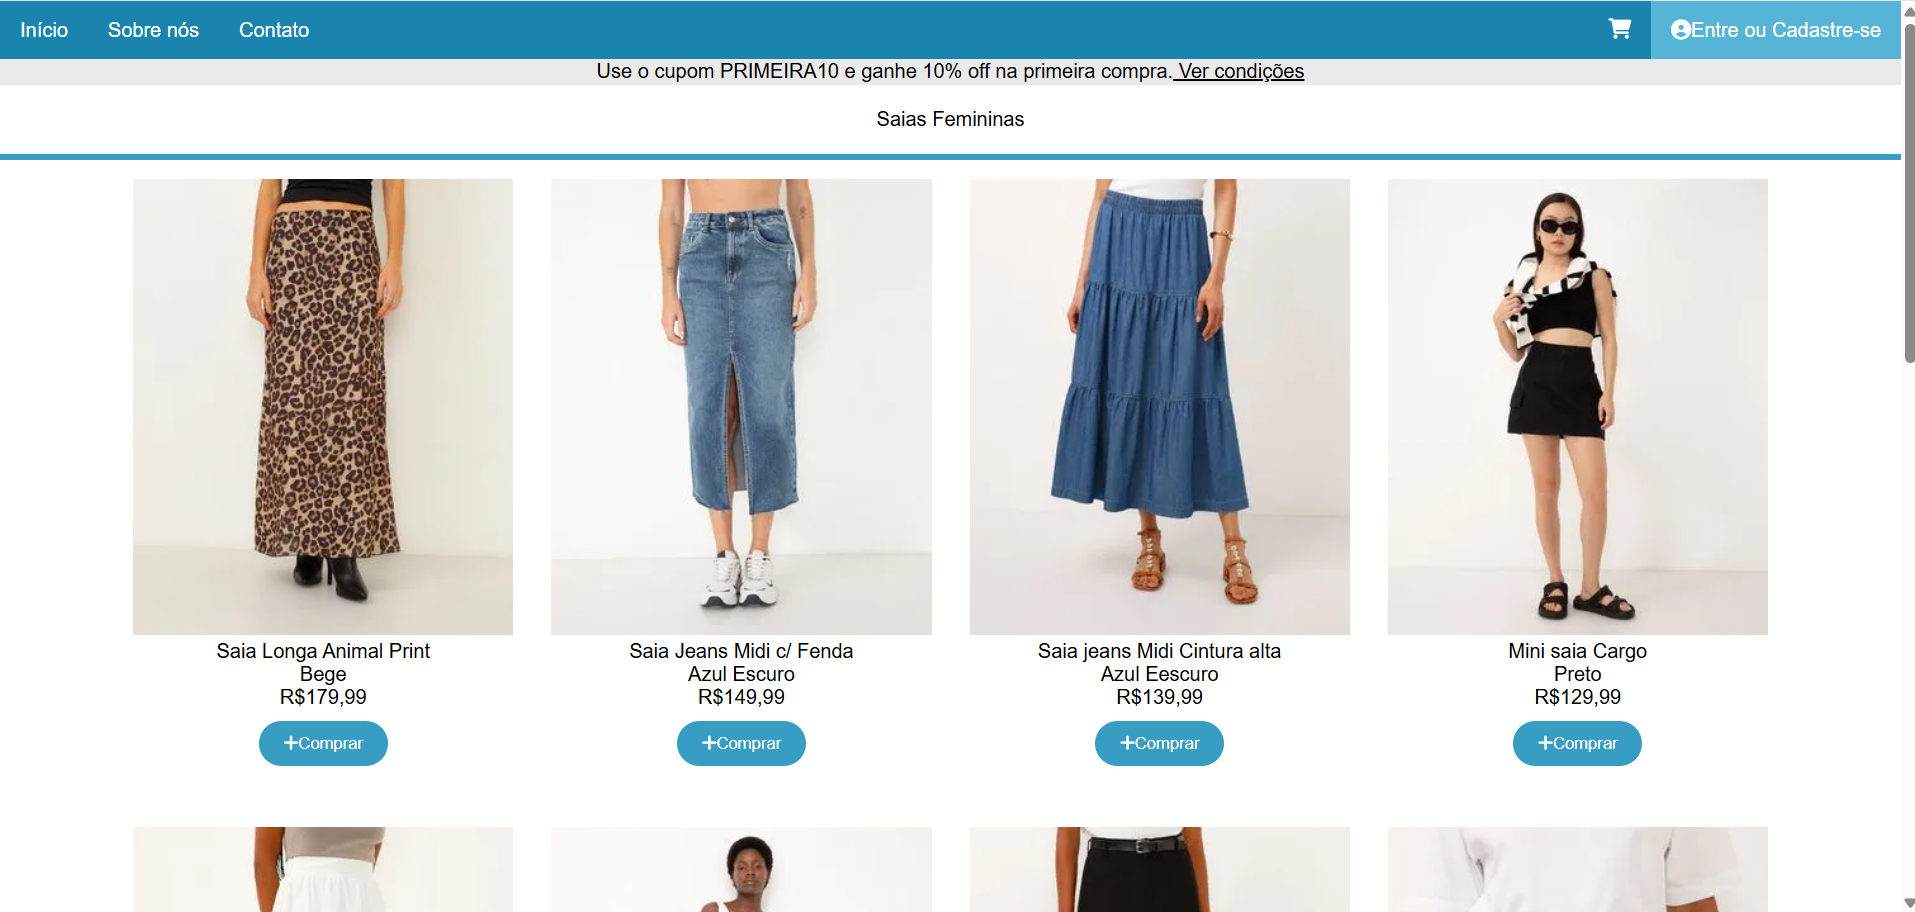 Início Sobre nós Contato Entre ou Cadastre-se
Use o cupom PRIMEIRA10 e ganhe 10% off na primeira compra. Ver condições
Saias Femininas
Saia Longa Animal Print
Bege
R$179,99
+Comprar
Saia Jeans Midi c/ Fenda
Azul Escuro
R$149,99
+Comprar
Saia jeans Midi Cintura alta
Azul Eescuro
R$139,99
+Comprar
Mini saia Cargo
Preto
R$129,99
+Comprar